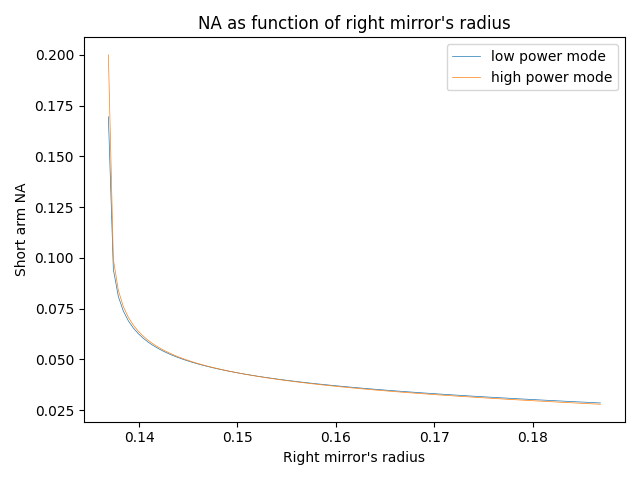 NA as function of right mirror's radius
low power mode
high power mode
Short arm NA
0.200
0.175
0.150
0.125
0.100
0.075
0.050
0.025
0.14 0.15 0.16 0.17 0.18
Right mirror's radius